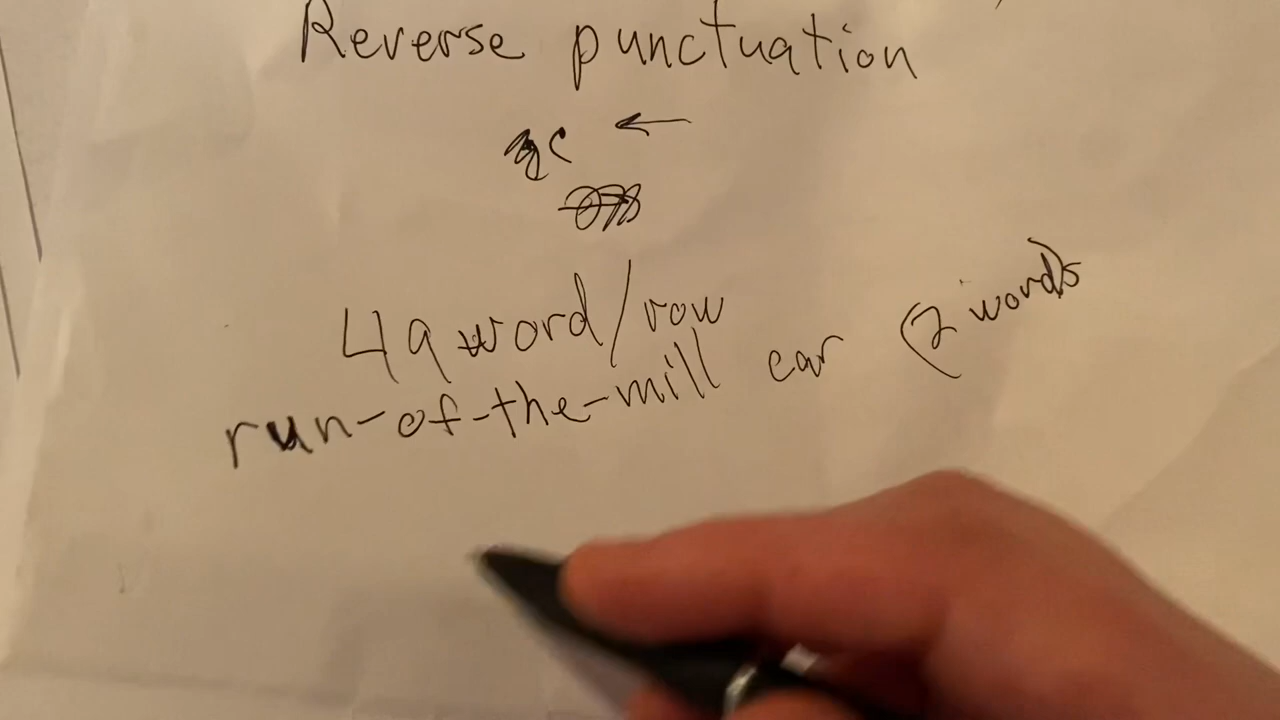 Reverse punctuation
←
49 word/row
run-of-the-mill car (2 words)